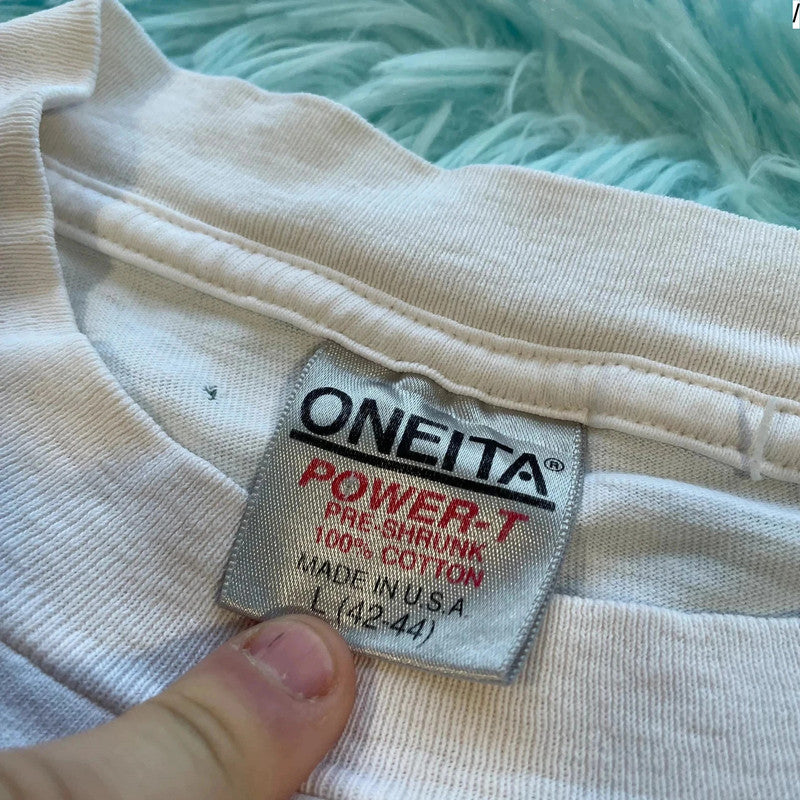 ONEITA®
POWER-T
PRE-SHRUNK
100% COTTON
MADE IN U.S.A.
L (42-44)